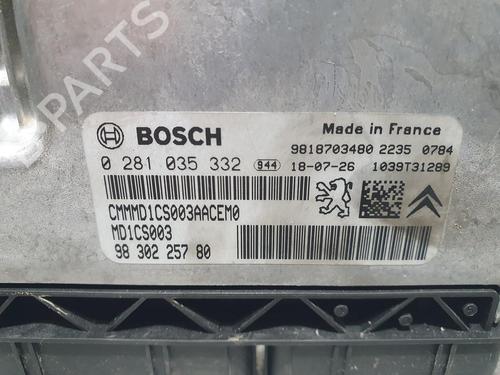 PARTS
BOSCH
Made in France
0 281 035 332 944
9818703480 2235 0784
18-07-26 1039T31289
CMMMD1CS003AACEM0
MD1CS003
98 302 257 80